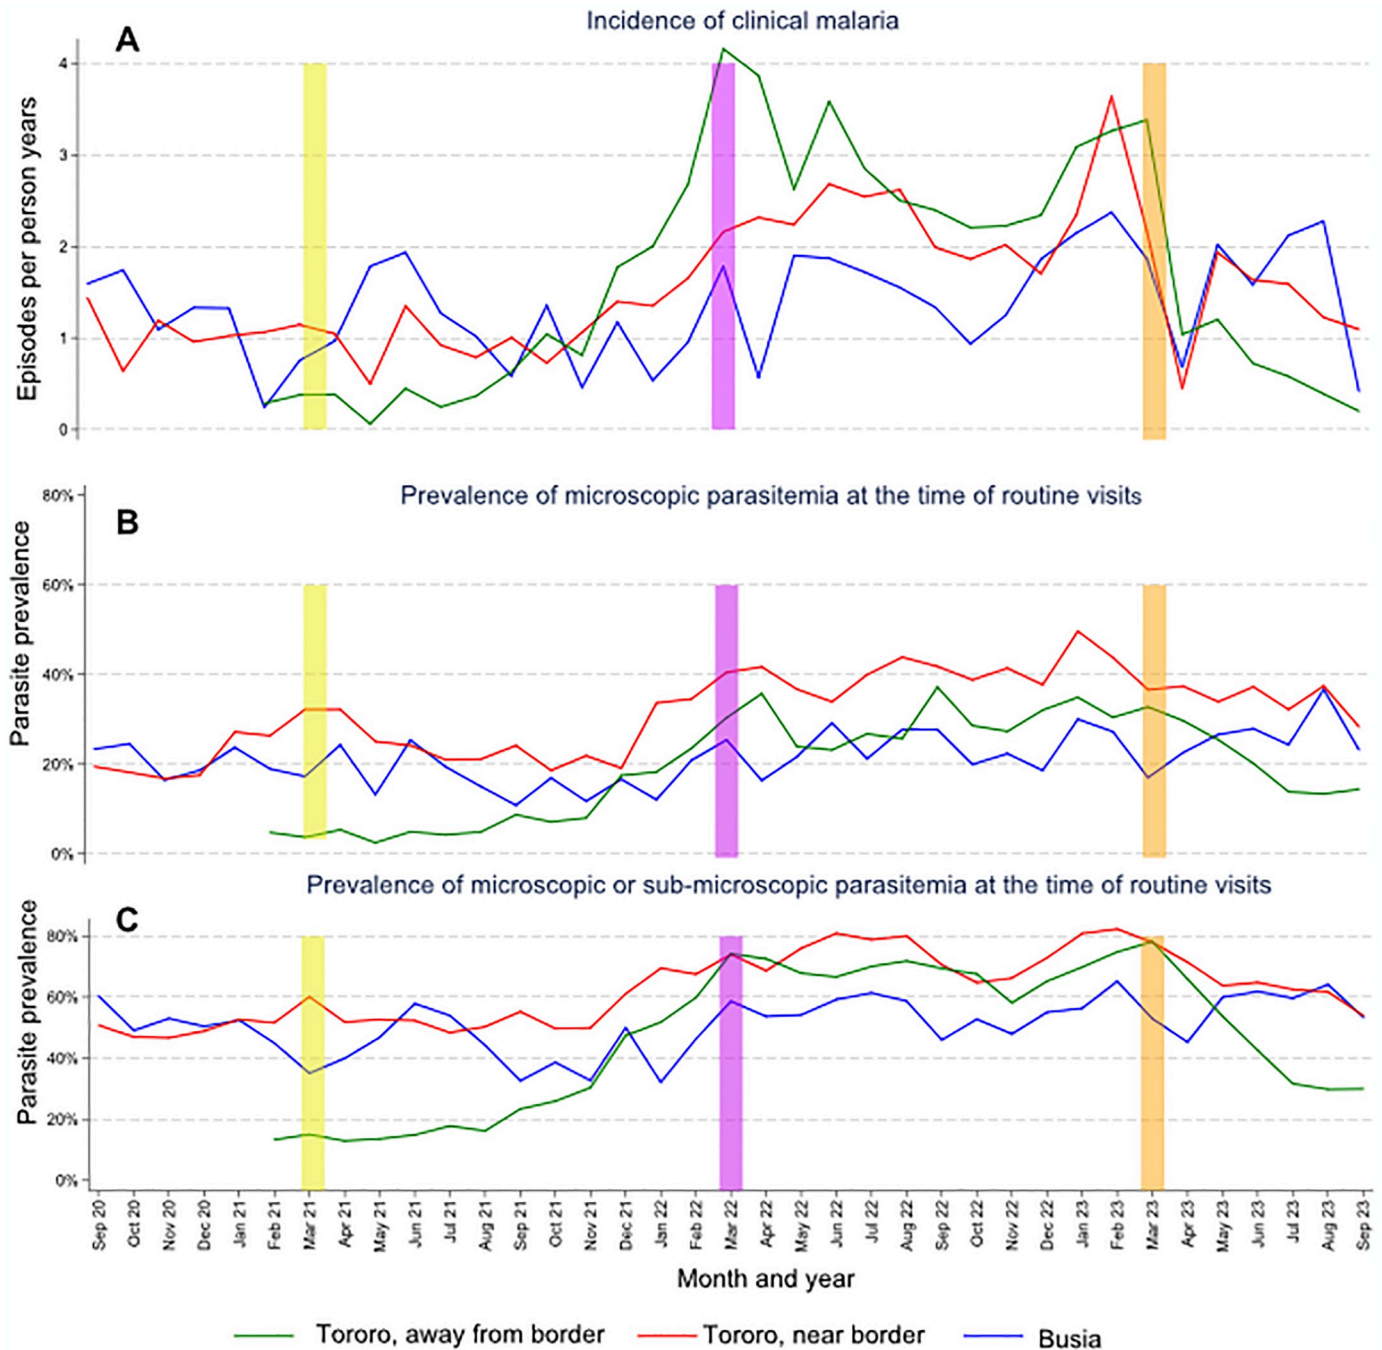 Incidence of clinical malaria
A
Episodes per person years
4
3
2
1
0
Prevalence of microscopic parasitemia at the time of routine visits
B
Parasite prevalence
80%
60%
40%
20%
0%
Prevalence of microscopic or sub-microscopic parasitemia at the time of routine visits
C
Parasite prevalence
80%
60%
40%
20%
0%
Sep 20
Oct 20
Nov 20
Dec 20
Jan 21
Feb 21
Mar 21
Apr 21
May 21
Jun 21
Jul 21
Aug 21
Sep 21
Oct 21
Nov 21
Dec 21
Jan 22
Feb 22
Mar 22
Apr 22
May 22
Jun 22
Jul 22
Aug 22
Sep 22
Oct 22
Nov 22
Dec 22
Jan 23
Feb 23
Mar 23
Apr 23
May 23
Jun 23
Jul 23
Aug 23
Sep 23
Month and year
Tororo, away from border
Tororo, near border
Busia